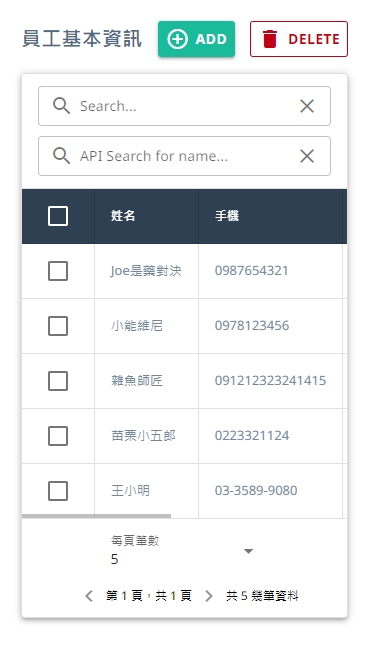 員工基本資訊
ADD
DELETE
Search...
API Search for name...
姓名 手機
Joe是藥對決 0987654321
小能維尼 0978123456
雜魚師匠 091212323241415
苗栗小五郎 0223321124
王小明 03-3589-9080
每頁筆數
5
第 1 頁，共 1 頁
共 5 幾筆資料